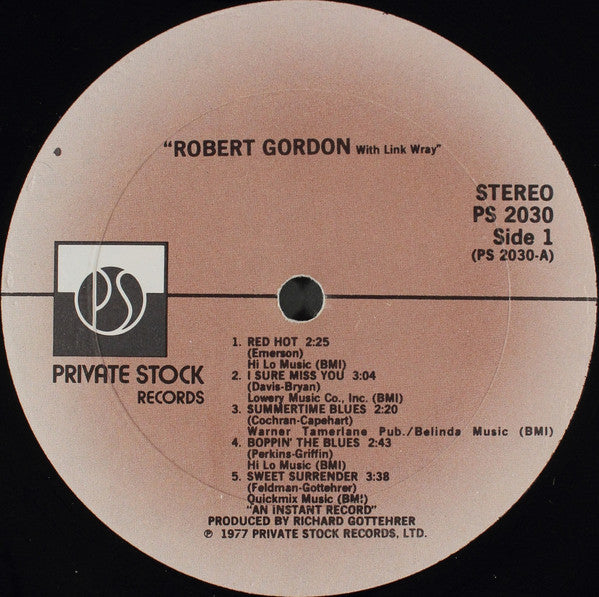 "ROBERT GORDON With Link Wray"
STEREO
PS 2030
Side 1
(PS 2030-A)
PS
PRIVATE STOCK
RECORDS
1. RED HOT 2:25
(Emerson)
Hi Lo Music (BMI)
2. I SURE MISS YOU 3:04
(Davis-Bryan)
Lowery Music Co., Inc. (BMI)
3. SUMMERTIME BLUES 2:20
(Cochran-Capehart)
Warner Tamerlane Pub./Belinda Music (BMI)
4. BOPPIN' THE BLUES 2:43
(Perkins-Griffin)
Hi Lo Music (BMI)
5. SWEET SURRENDER 3:38
(Feldman-Gottehrer)
Quickmix Music (BMI)
"AN INSTANT RECORD"
PRODUCED BY RICHARD GOTTEHRER
℗ 1977 PRIVATE STOCK RECORDS, LTD.